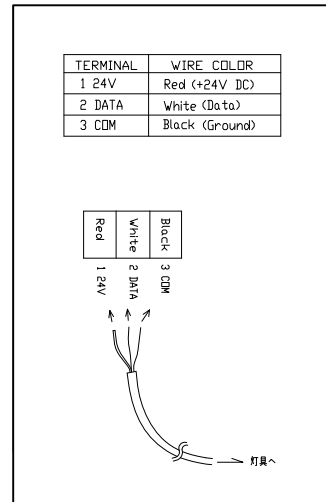 TERMINAL WIRE COLOR
1 24V Red (+24V DC)
2 DATA White (Data)
3 COM Black (Ground)
Red White Black
1 24V 2 DATA 3 COM
灯具へ